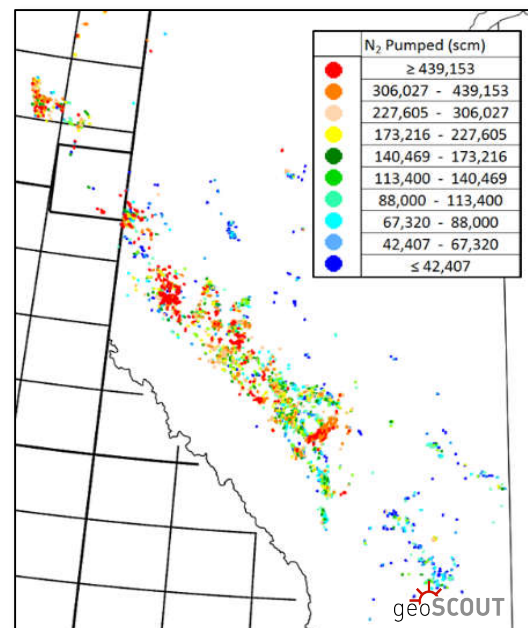 N₂ Pumped (scm)
≥ 439,153
306,027 - 439,153
227,605 - 306,027
173,216 - 227,605
140,469 - 173,216
113,400 - 140,469
88,000 - 113,400
67,320 - 88,000
42,407 - 67,320
≤ 42,407
geoSCOUT